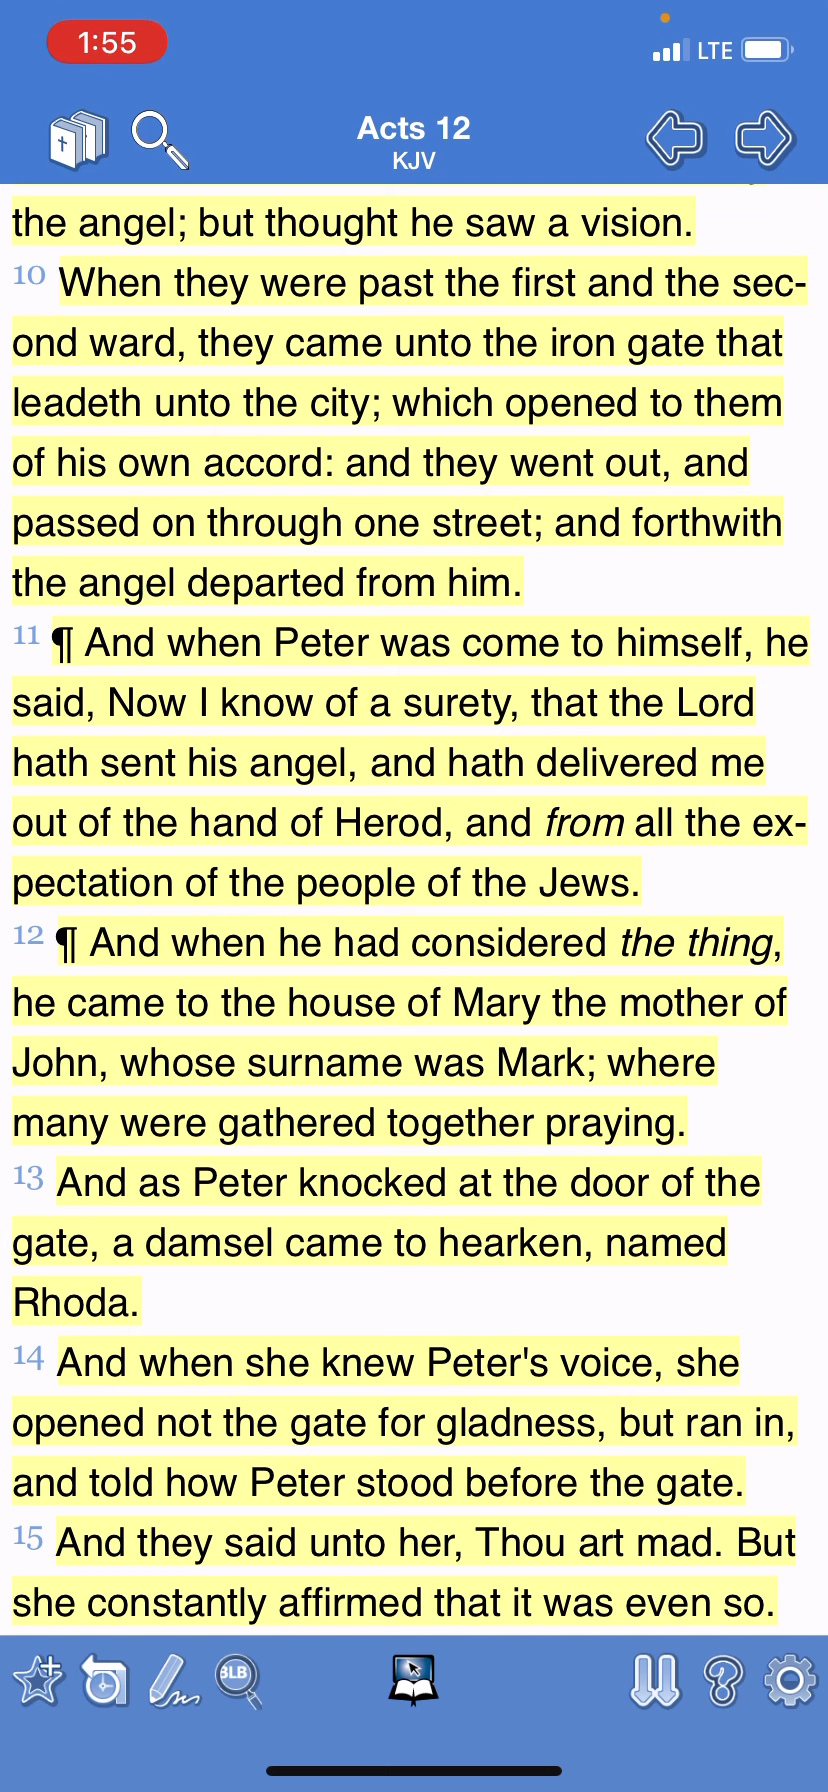 1:55
LTE
Acts 12
KJV
the angel; but thought he saw a vision.
10 When they were past the first and the sec-
ond ward, they came unto the iron gate that
leadeth unto the city; which opened to them
of his own accord: and they went out, and
passed on through one street; and forthwith
the angel departed from him.
11 ¶ And when Peter was come to himself, he
said, Now I know of a surety, that the Lord
hath sent his angel, and hath delivered me
out of the hand of Herod, and from all the ex-
pectation of the people of the Jews.
12 ¶ And when he had considered the thing,
he came to the house of Mary the mother of
John, whose surname was Mark; where
many were gathered together praying.
13 And as Peter knocked at the door of the
gate, a damsel came to hearken, named
Rhoda.
14 And when she knew Peter's voice, she
opened not the gate for gladness, but ran in,
and told how Peter stood before the gate.
15 And they said unto her, Thou art mad. But
she constantly affirmed that it was even so.
BLB